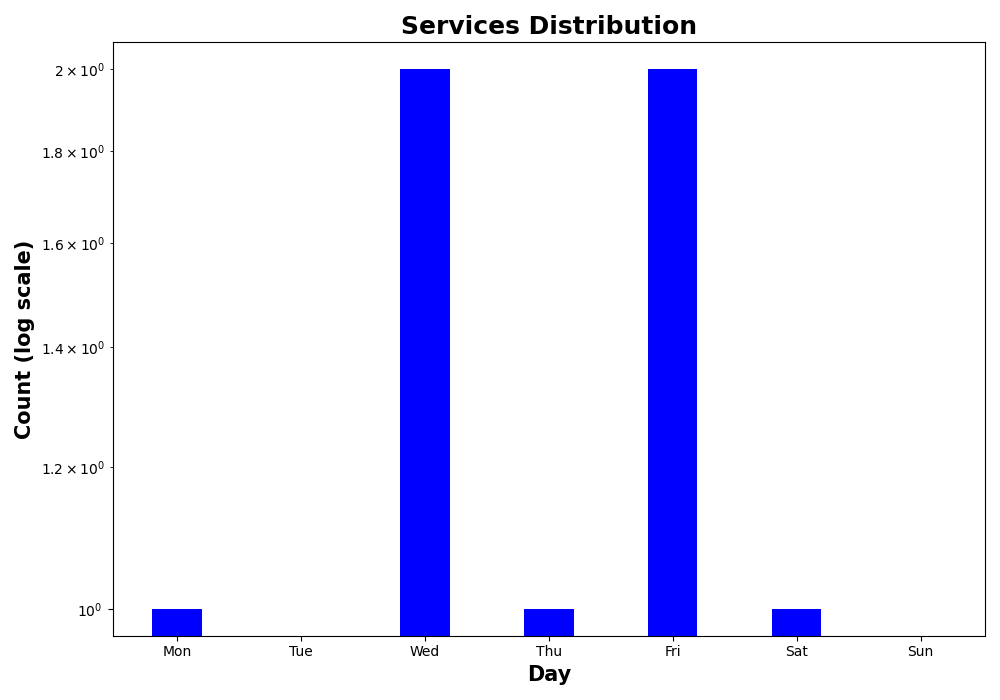 Services Distribution
Count (log scale)
2 × 10⁰
1.8 × 10⁰
1.6 × 10⁰
1.4 × 10⁰
1.2 × 10⁰
10⁰
Mon Tue Wed Thu Fri Sat Sun
Day